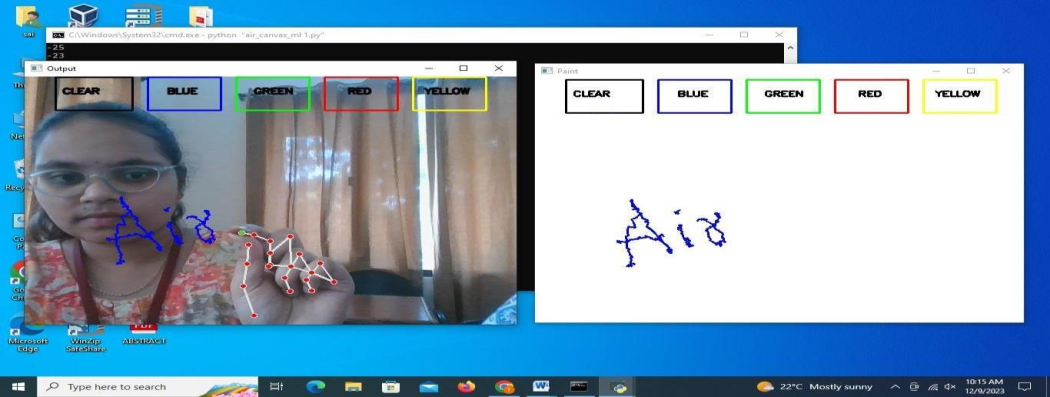 sai
C:\Windows\System32\cmd.exe - python "air_canvas_ml 1.py"
-25
-23
Output
CLEAR BLUE GREEN RED YELLOW
Paint
CLEAR BLUE GREEN RED YELLOW
Air
Air
Microsoft Edge
WinZip SafeShare
PDF
ABSTRACT
Type here to search
22°C Mostly sunny
10:15 AM
12/9/2023